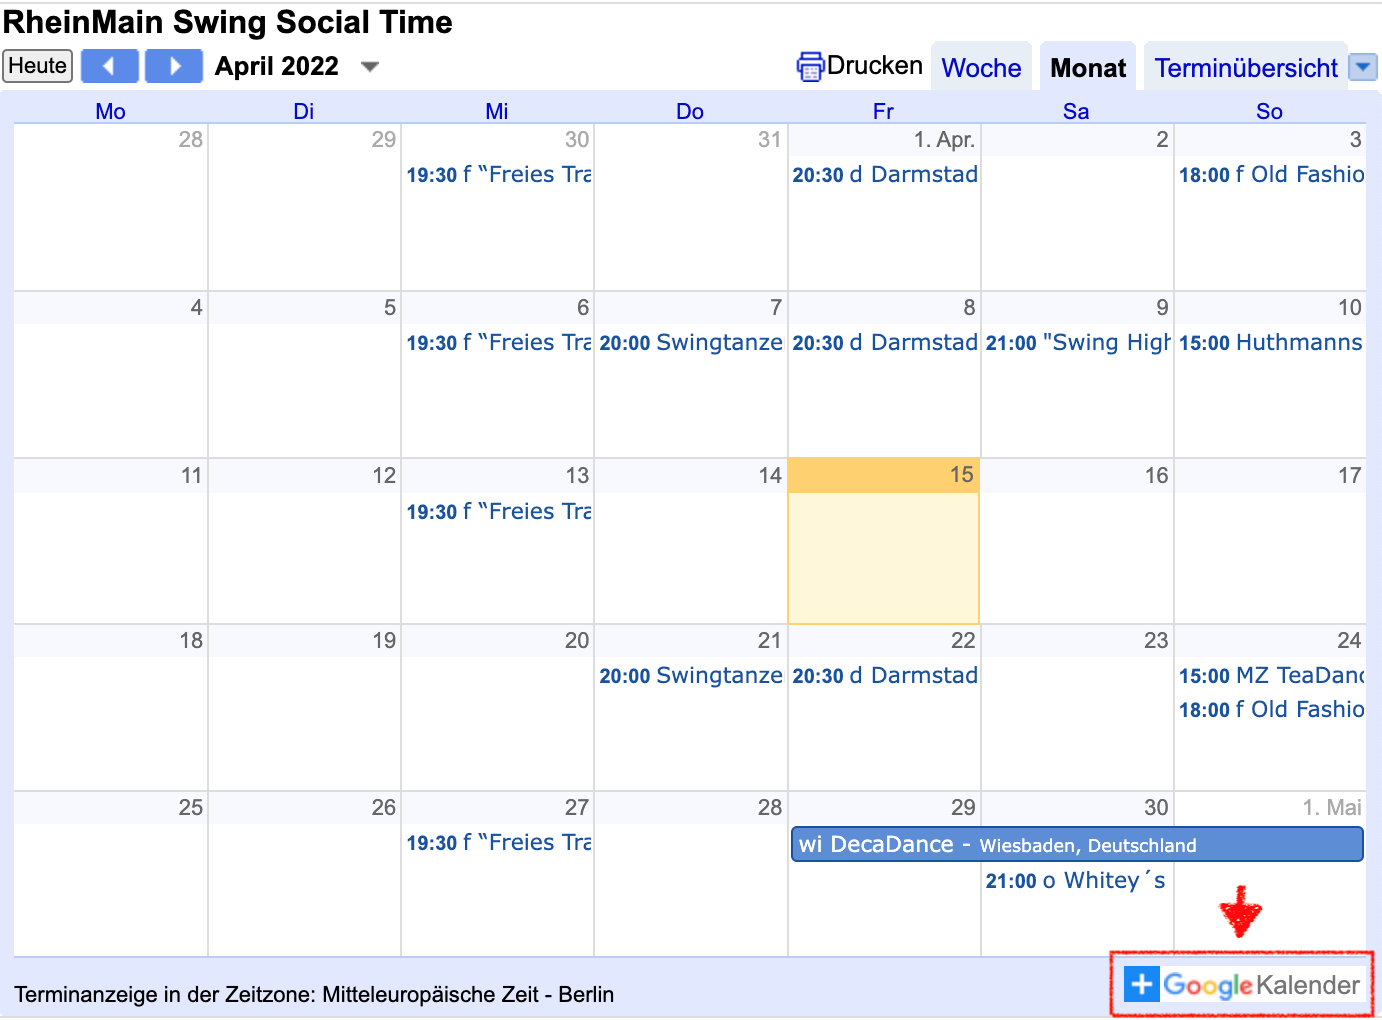 RheinMain Swing Social Time
Heute April 2022 Drucken Woche Monat Terminübersicht
Mo Di Mi Do Fr Sa So
28 29 30 31 1. Apr. 2 3
19:30 f “Freies Tra 20:30 d Darmstad 18:00 f Old Fashio
4 5 6 7 8 9 10
19:30 f “Freies Tra 20:00 Swingtanze 20:30 d Darmstad 21:00 "Swing High 15:00 Huthmanns
11 12 13 14 15 16 17
19:30 f “Freies Tra
18 19 20 21 22 23 24
20:00 Swingtanze 20:30 d Darmstad 15:00 MZ TeaDanc
18:00 f Old Fashio
25 26 27 28 29 30 1. Mai
19:30 f “Freies Tra wi DecaDance - Wiesbaden, Deutschland
21:00 o Whitey´s
Terminanzeige in der Zeitzone: Mitteleuropäische Zeit - Berlin
+ Google Kalender